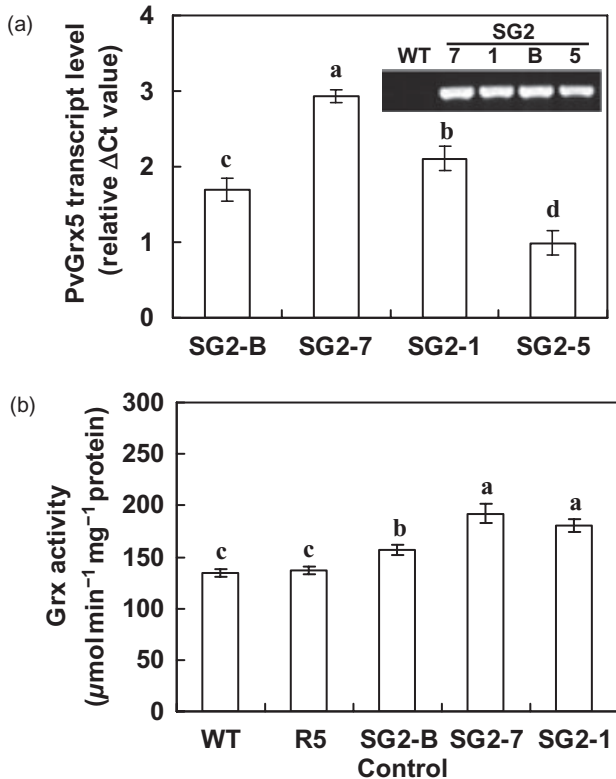 (a)
PvGrx5 transcript level
(relative ΔCt value)
4
3
2
1
0
c
a
b
d
SG2
WT 7 1 B 5
SG2-B SG2-7 SG2-1 SG2-5
(b)
Grx activity
(µmol min⁻¹ mg⁻¹ protein)
300
250
200
150
100
50
0
c
c
b
a
a
WT R5 SG2-B SG2-7 SG2-1
Control